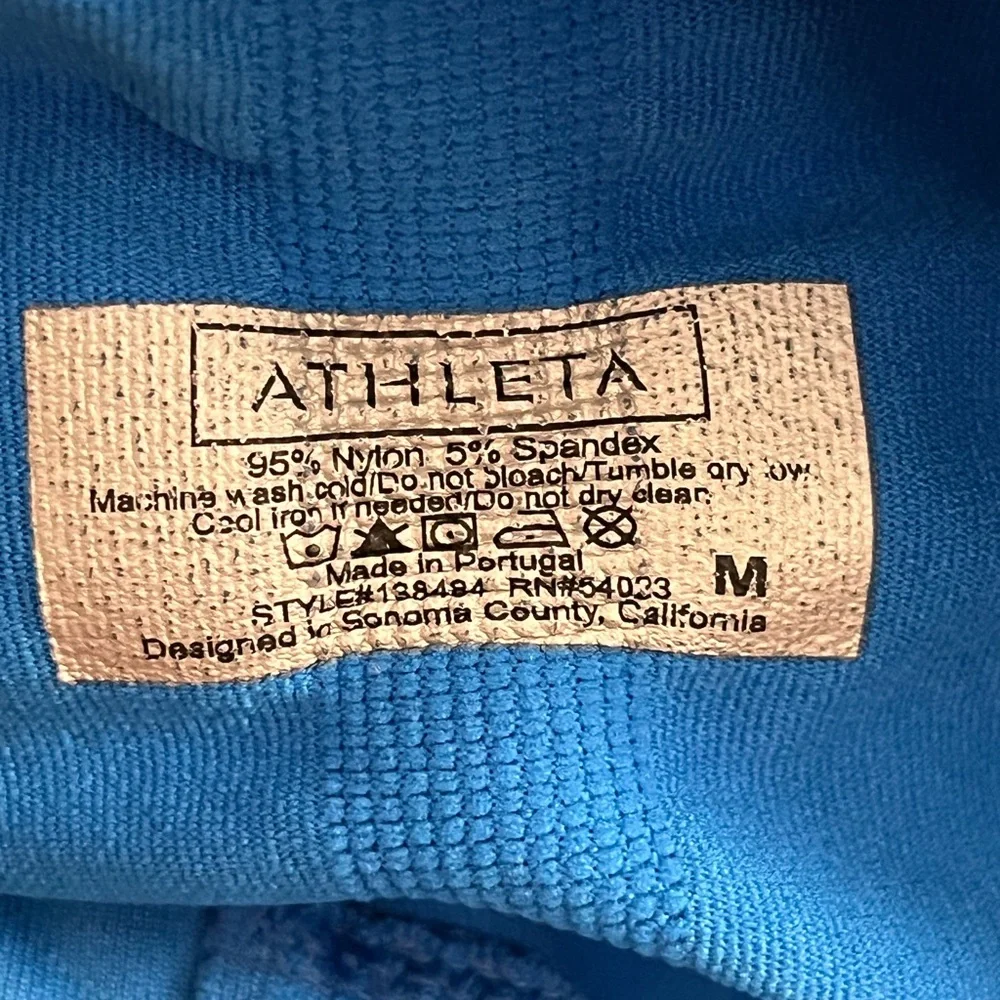 ATHLETA
95% Nylon 5% Spandex
Machine wash cold/Do not bleach/Tumble dry low.
Cool iron if needed/Do not dry clean
Made in Portugal
M
STYLE#138484 RN#54023
Designed in Sonoma County, California